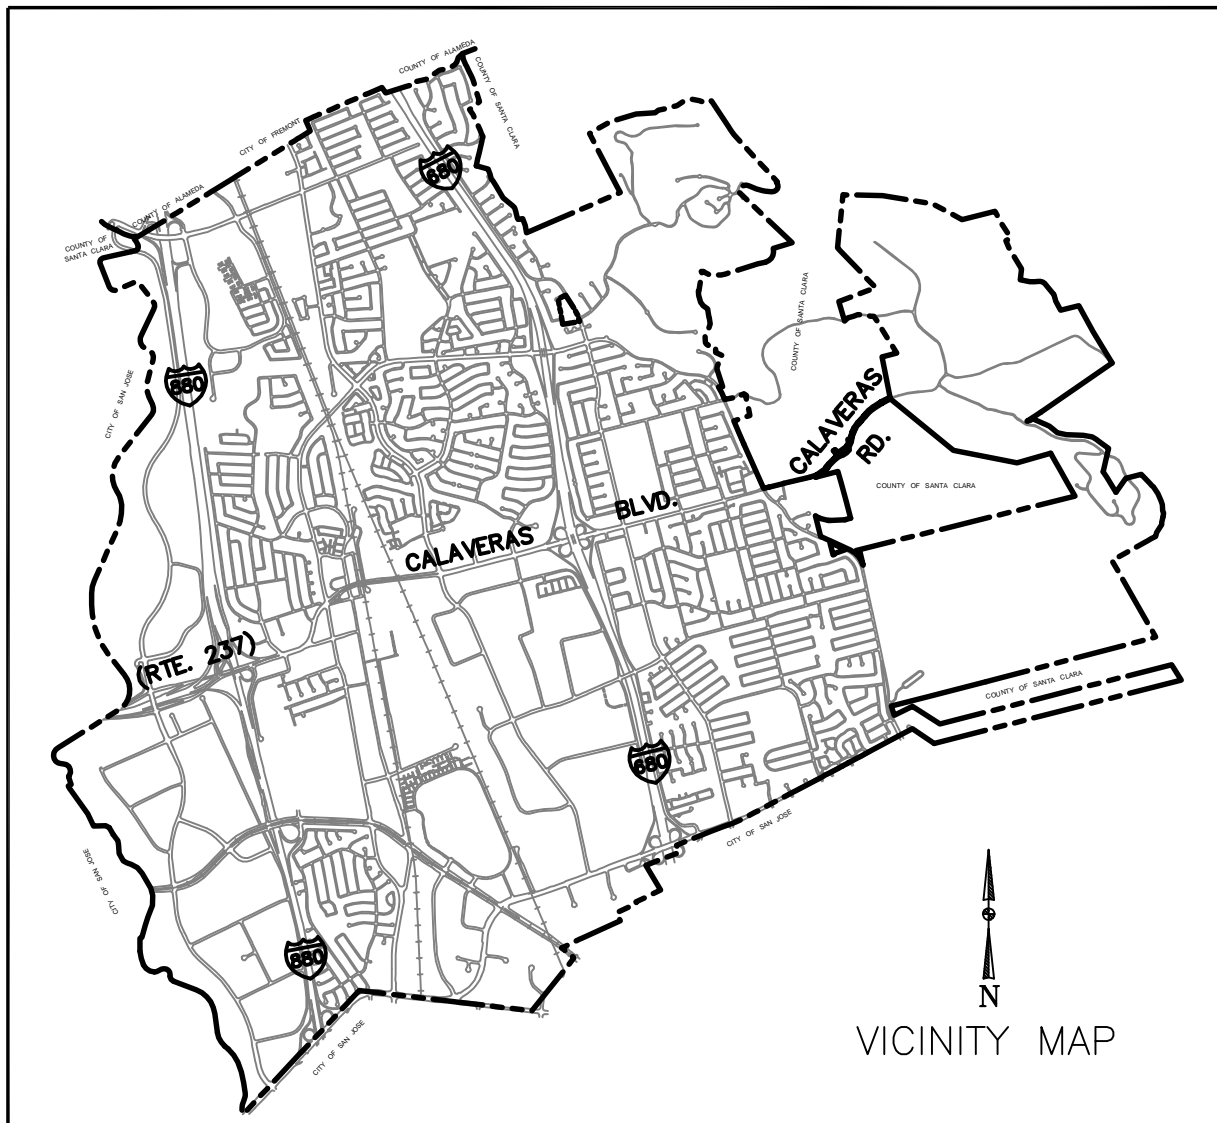 COUNTY OF ALAMEDA
COUNTY OF SANTA CLARA
CITY OF FREMONT
680
COUNTY OF ALAMEDA
COUNTY OF
SANTA CLARA
COUNTY OF SANTA CLARA
880
CITY OF SAN JOSE
CALAVERAS
RD.
COUNTY OF SANTA CLARA
BLVD.
CALAVERAS
(RTE. 237)
COUNTY OF SANTA CLARA
680
CITY OF SAN JOSE
CITY OF SAN JOSE
880
N
CITY OF SAN JOSE
VICINITY MAP